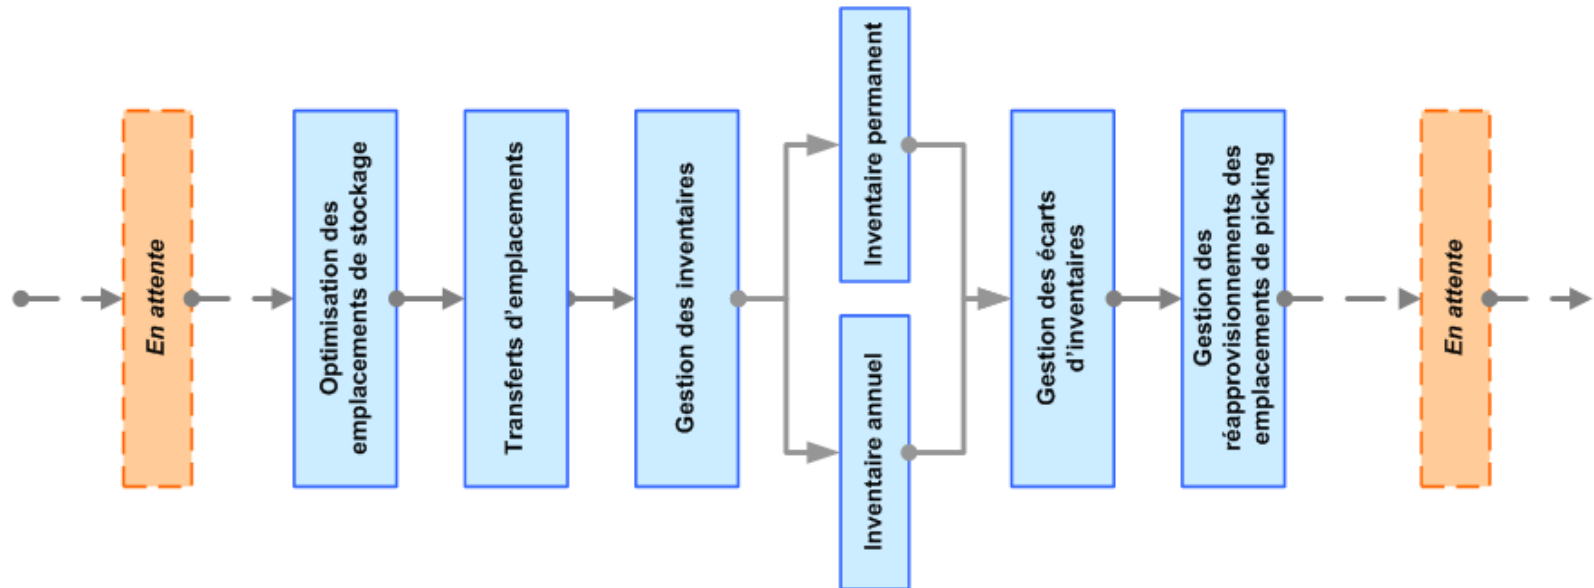 En attente
Optimisation des
emplacements de stockage
Transferts d'emplacements
Gestion des inventaires
Inventaire permanent
Inventaire annuel
Gestion des écarts
d'inventaires
Gestion des
réapprovisionnements des
emplacements de picking
En attente